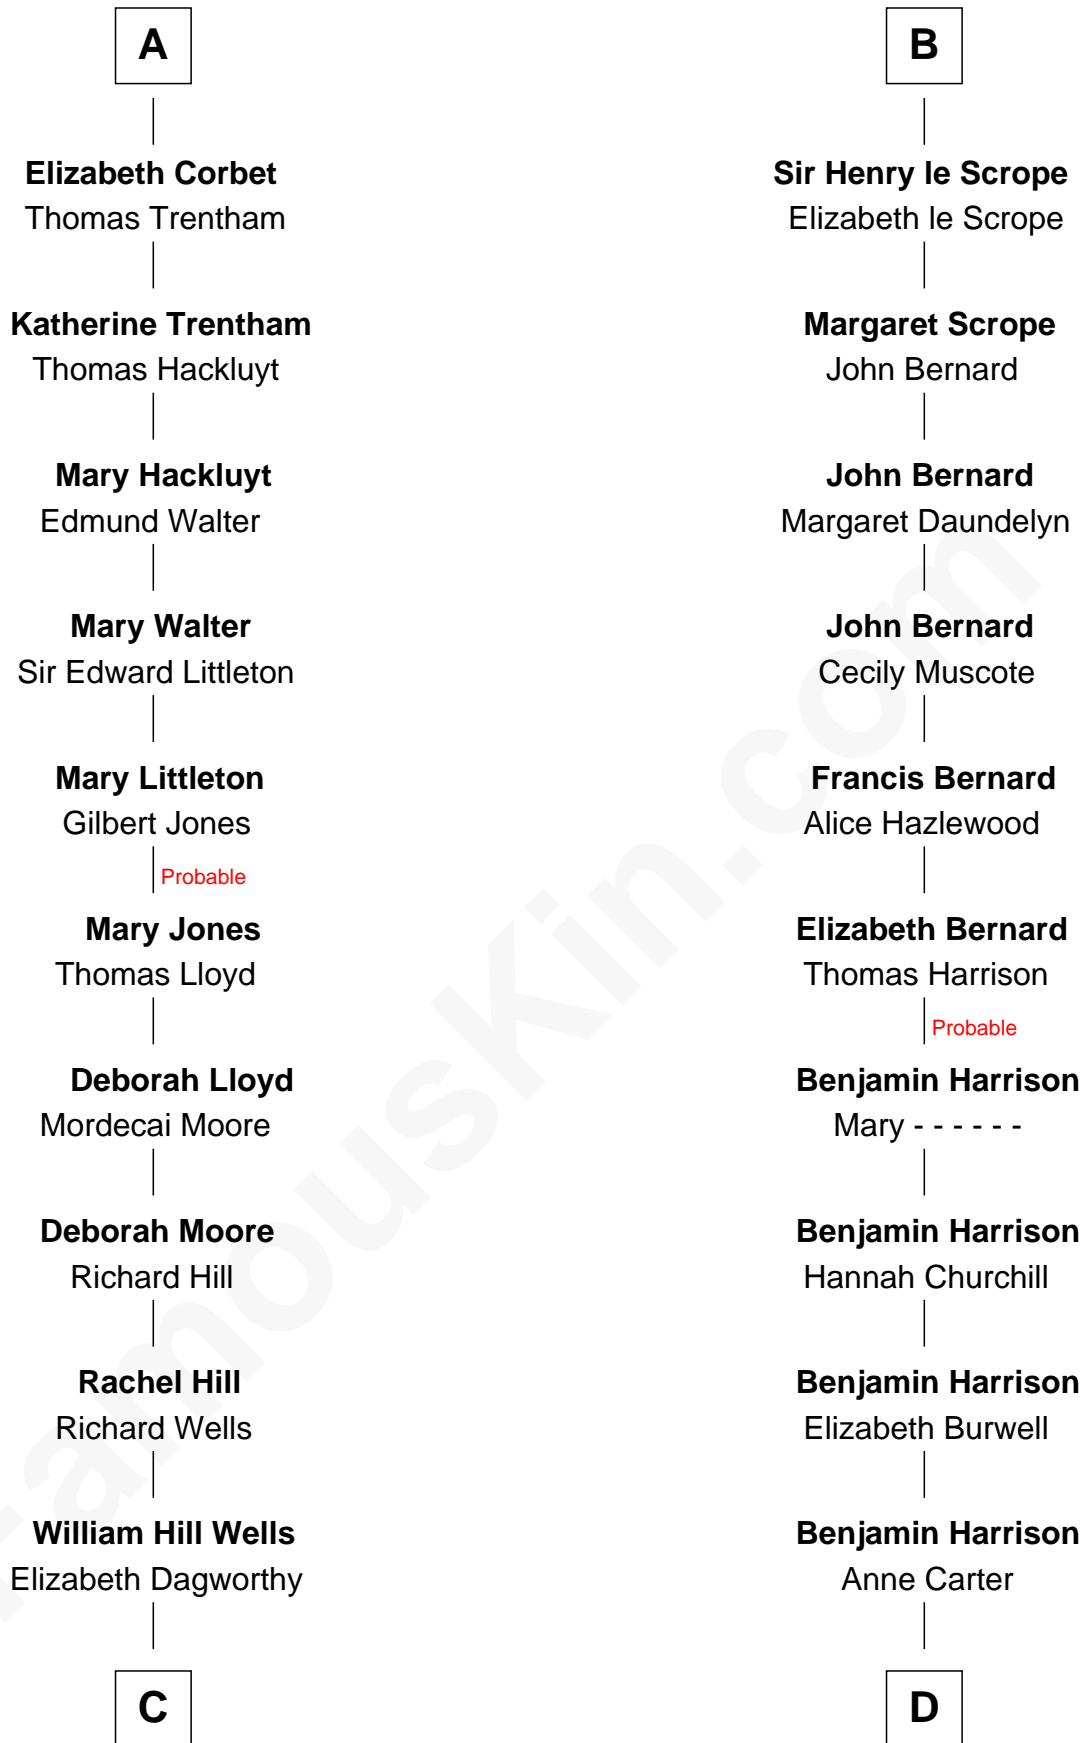 A
Elizabeth Corbet
Thomas Trentham
Katherine Trentham
Thomas Hackluyt
Mary Hackluyt
Edmund Walter
Mary Walter
Sir Edward Littleton
Mary Littleton
Gilbert Jones
Probable
Mary Jones
Thomas Lloyd
Deborah Lloyd
Mordecai Moore
Deborah Moore
Richard Hill
Rachel Hill
Richard Wells
William Hill Wells
Elizabeth Dagworthy
C
B
Sir Henry le Scrope
Elizabeth le Scrope
Margaret Scrope
John Bernard
John Bernard
Margaret Daundelyn
John Bernard
Cecily Muscote
Francis Bernard
Alice Hazlewood
Elizabeth Bernard
Thomas Harrison
Probable
Benjamin Harrison
Mary - - - - - -
Benjamin Harrison
Hannah Churchill
Benjamin Harrison
Elizabeth Burwell
Benjamin Harrison
Anne Carter
D
FamousKin.com